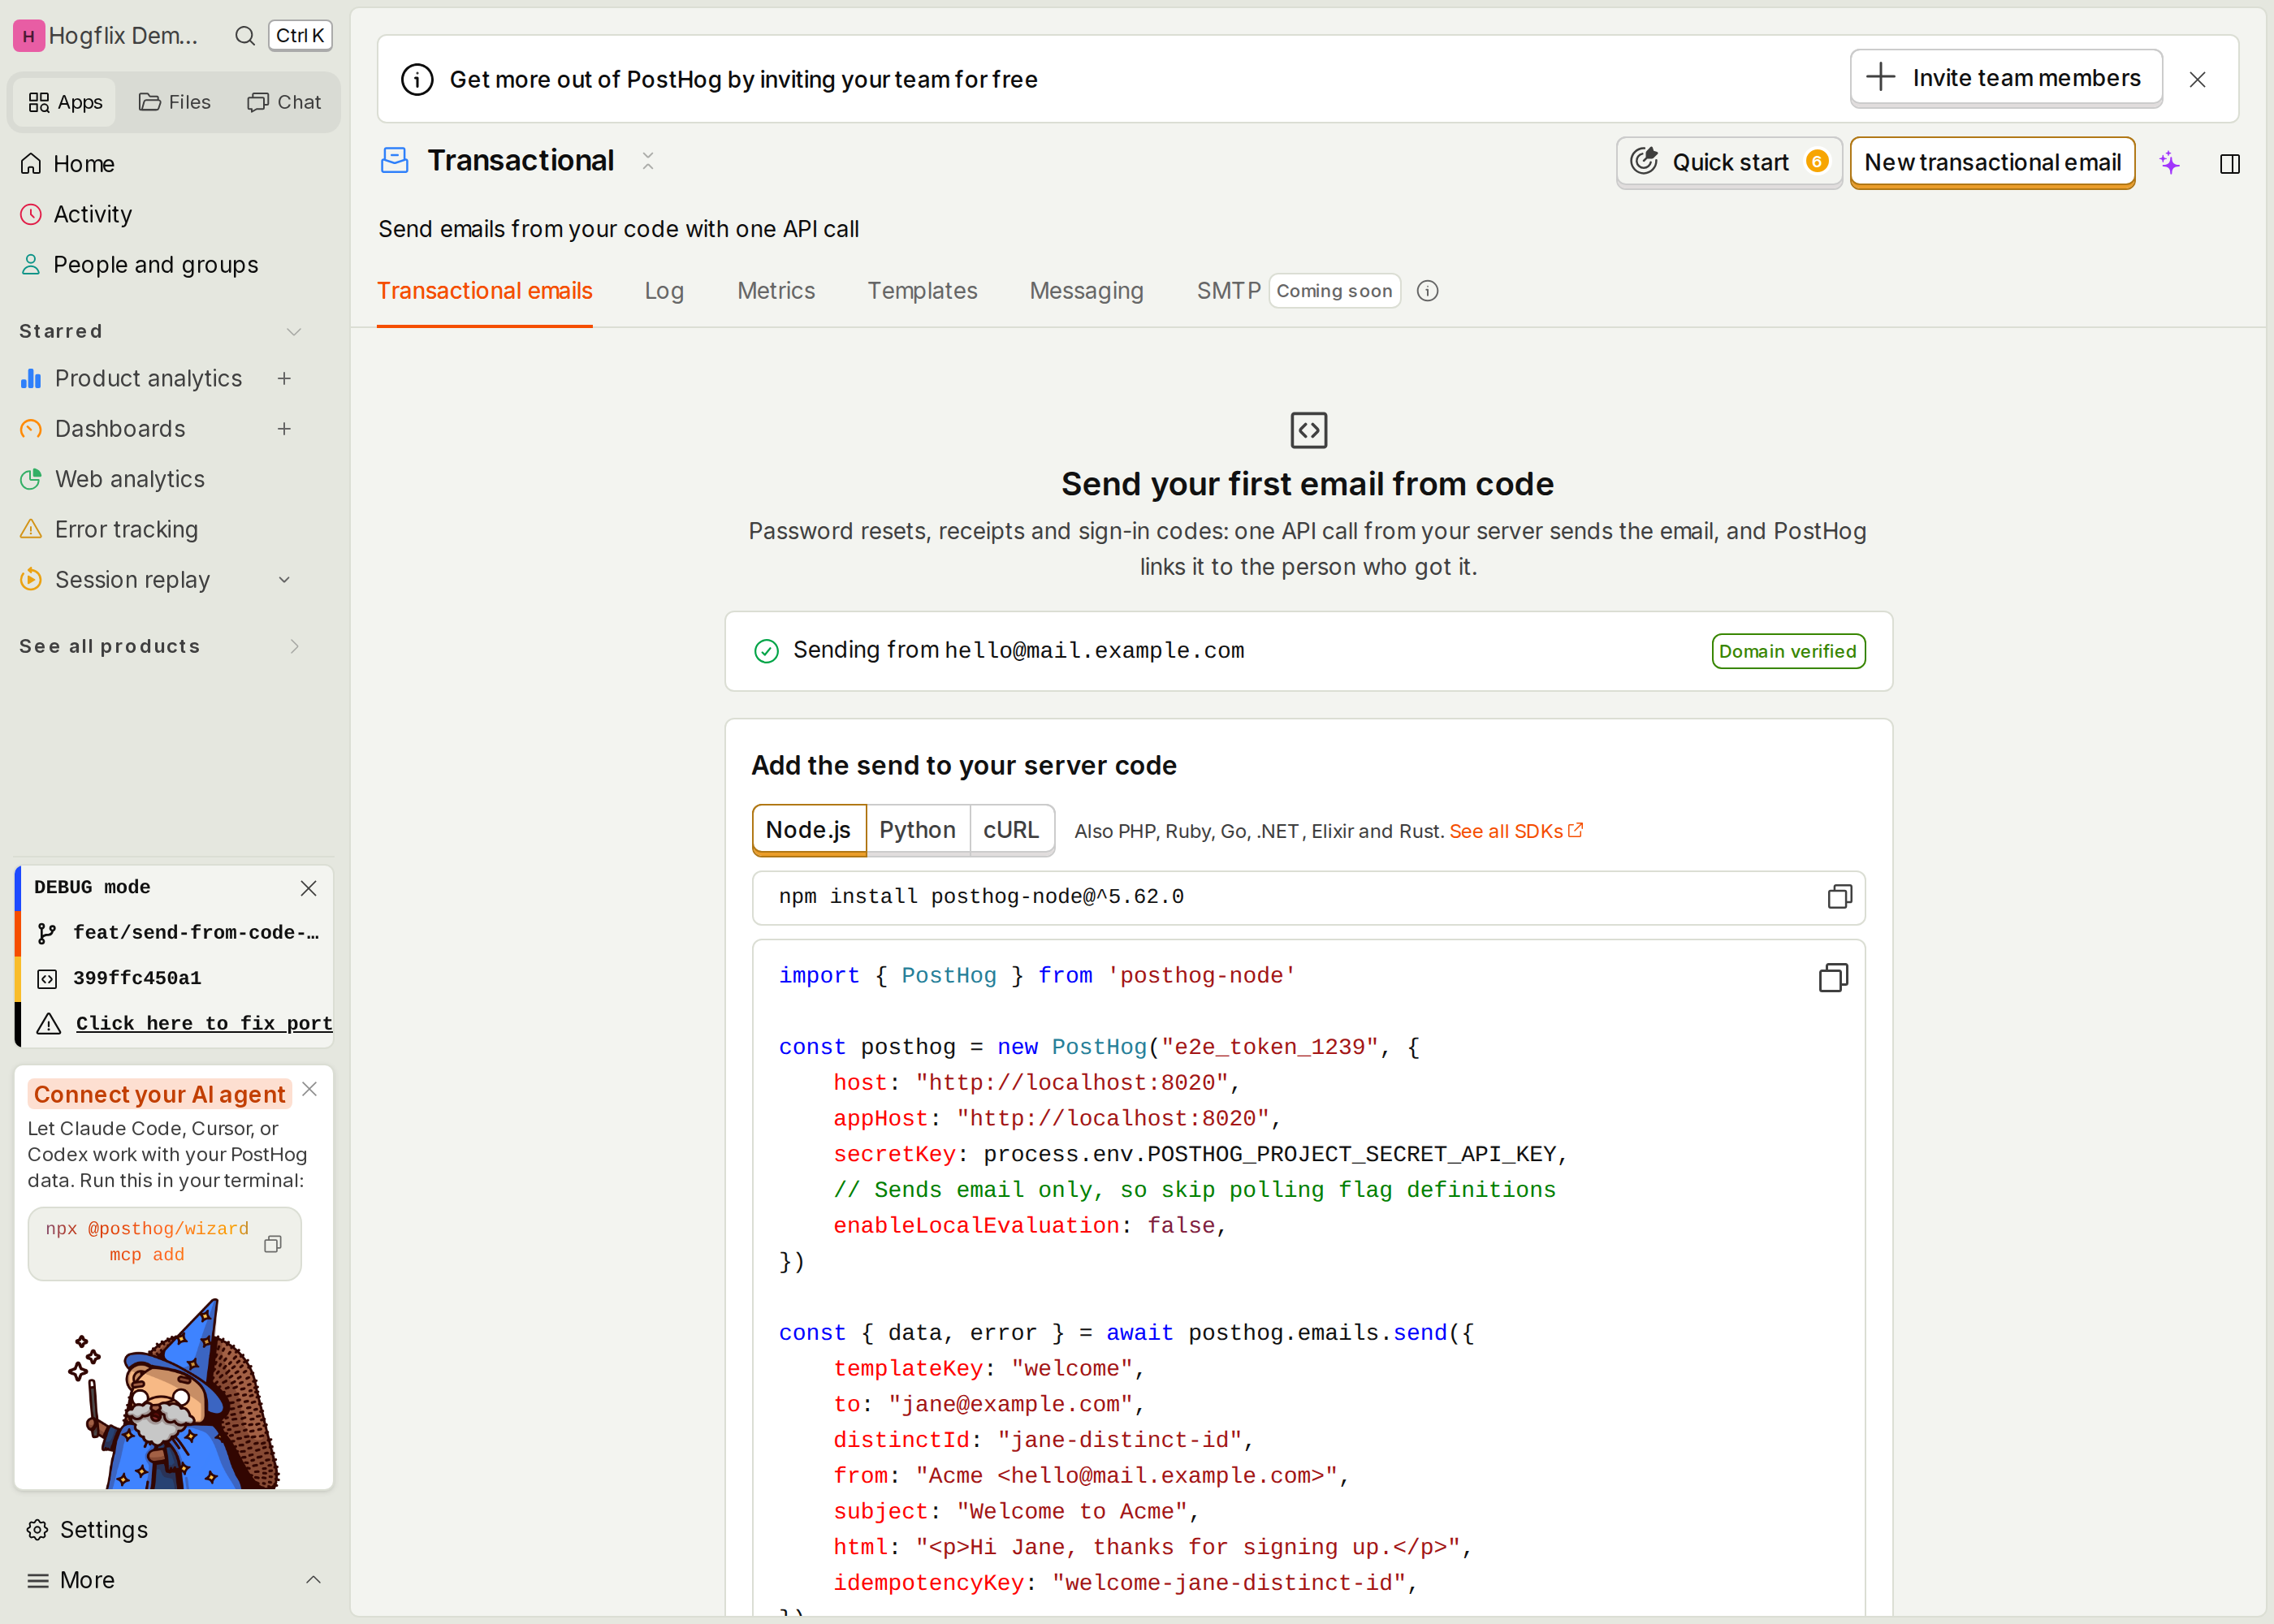 H Hogflix Dem... Ctrl K
Apps Files Chat
Home
Activity
People and groups
Starred
Product analytics
Dashboards
Web analytics
Error tracking
Session replay
See all products
DEBUG mode
feat/send-from-code-…
399ffc450a1
Click here to fix port
Connect your AI agent
Let Claude Code, Cursor, or
Codex work with your PostHog
data. Run this in your terminal:
npx @posthog/wizard
mcp add
Settings
More
Get more out of PostHog by inviting your team for free
Invite team members
Transactional
Quick start 6
New transactional email
Send emails from your code with one API call
Transactional emails Log Metrics Templates Messaging SMTP Coming soon
Send your first email from code
Password resets, receipts and sign-in codes: one API call from your server sends the email, and PostHog
links it to the person who got it.
Sending from hello@mail.example.com
Domain verified
Add the send to your server code
Node.js Python cURL Also PHP, Ruby, Go, .NET, Elixir and Rust. See all SDKs
npm install posthog-node@^5.62.0
import { PostHog } from 'posthog-node'
const posthog = new PostHog("e2e_token_1239", {
host: "http://localhost:8020",
appHost: "http://localhost:8020",
secretKey: process.env.POSTHOG_PROJECT_SECRET_API_KEY,
// Sends email only, so skip polling flag definitions
enableLocalEvaluation: false,
})
const { data, error } = await posthog.emails.send({
templateKey: "welcome",
to: "jane@example.com",
distinctId: "jane-distinct-id",
from: "Acme <hello@mail.example.com>",
subject: "Welcome to Acme",
html: "<p>Hi Jane, thanks for signing up.</p>",
idempotencyKey: "welcome-jane-distinct-id",
})